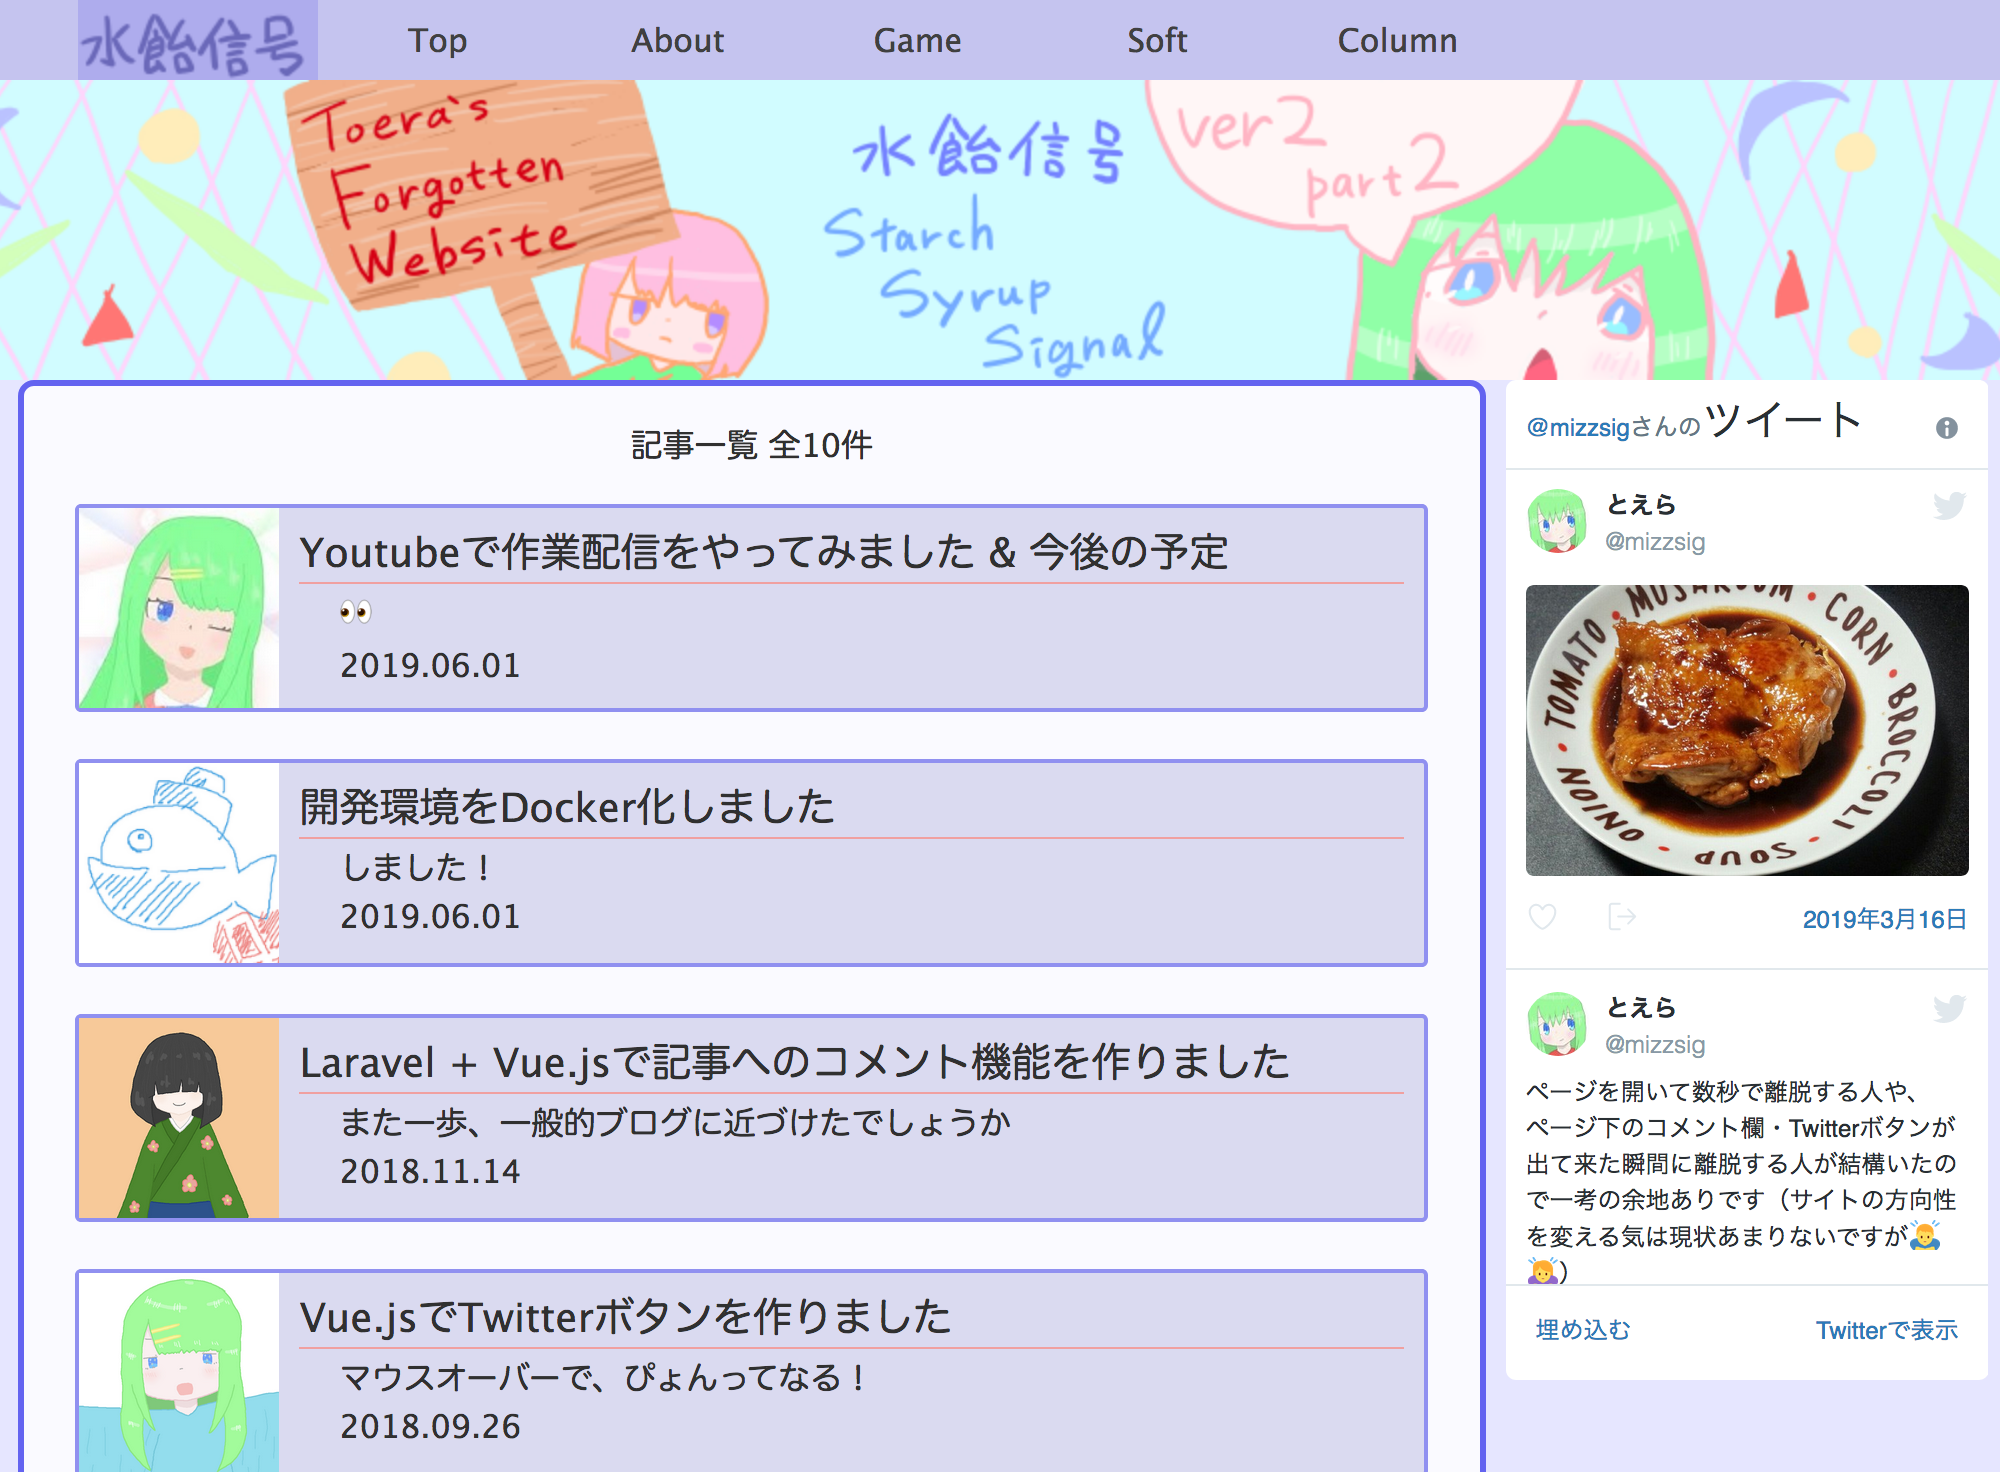 水飴信号
Top
About
Game
Soft
Column
Toera`s
Forgotten
Website
水飴信号
Starch
Syrup
Signal
ver2
part2
記事一覧 全10件
Youtubeで作業配信をやってみました & 今後の予定
👀
2019.06.01
開発環境をDocker化しました
しました！
2019.06.01
Laravel + Vue.jsで記事へのコメント機能を作りました
また一歩、一般的ブログに近づけたでしょうか
2018.11.14
Vue.jsでTwitterボタンを作りました
マウスオーバーで、ぴょんってなる！
2018.09.26
@mizzsigさんのツイート
とえら
@mizzsig
TOMATO • MUSHROOM • CORN • BROCCOLI • SOUP • ONION •
2019年3月16日
とえら
@mizzsig
ページを開いて数秒で離脱する人や、
ページ下のコメント欄・Twitterボタンが
出て来た瞬間に離脱する人が結構いたの
で一考の余地ありです（サイトの方向性
を変える気は現状あまりないですが🙇‍♂️
🙇‍♀️）
埋め込む
Twitterで表示